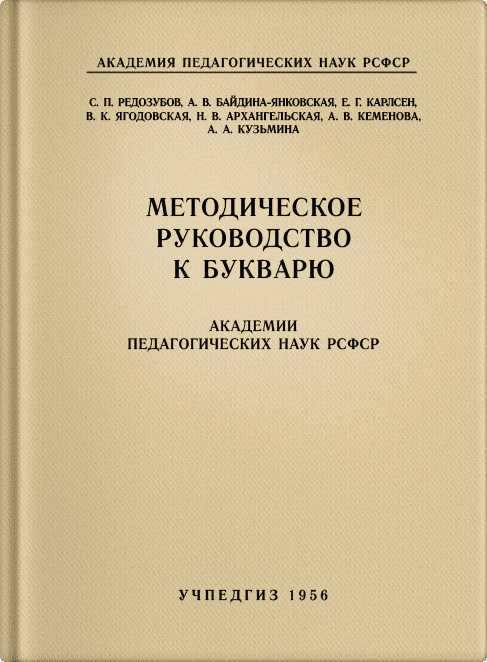 АКАДЕМИЯ ПЕДАГОГИЧЕСКИХ НАУК РСФСР
С. П. РЕДОЗУБОВ, А. В. БАЙДИНА-ЯНКОВСКАЯ, Е. Г. КАРЛСЕН,
В. К. ЯГОДОВСКАЯ, Н. В. АРХАНГЕЛЬСКАЯ, А. В. КЕМЕНОВА,
А. А. КУЗЬМИНА
МЕТОДИЧЕСКОЕ
РУКОВОДСТВО
К БУКВАРЮ
АКАДЕМИИ
ПЕДАГОГИЧЕСКИХ НАУК РСФСР
УЧПЕДГИЗ 1956